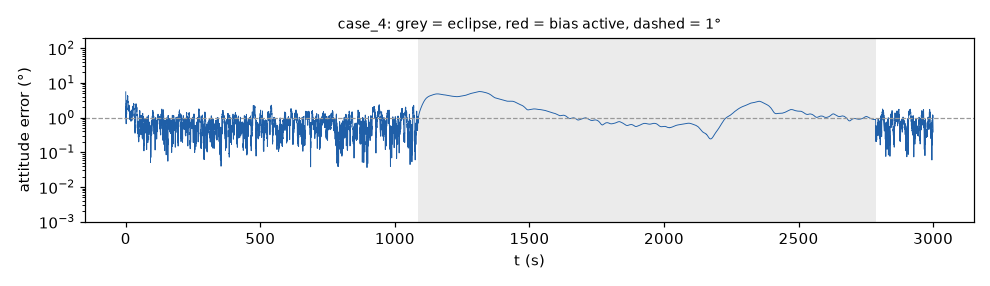 case_4: grey = eclipse, red = bias active, dashed = 1°
attitude error (°)
10²
10¹
10⁰
10⁻¹
10⁻²
10⁻³
0 500 1000 1500 2000 2500 3000
t (s)